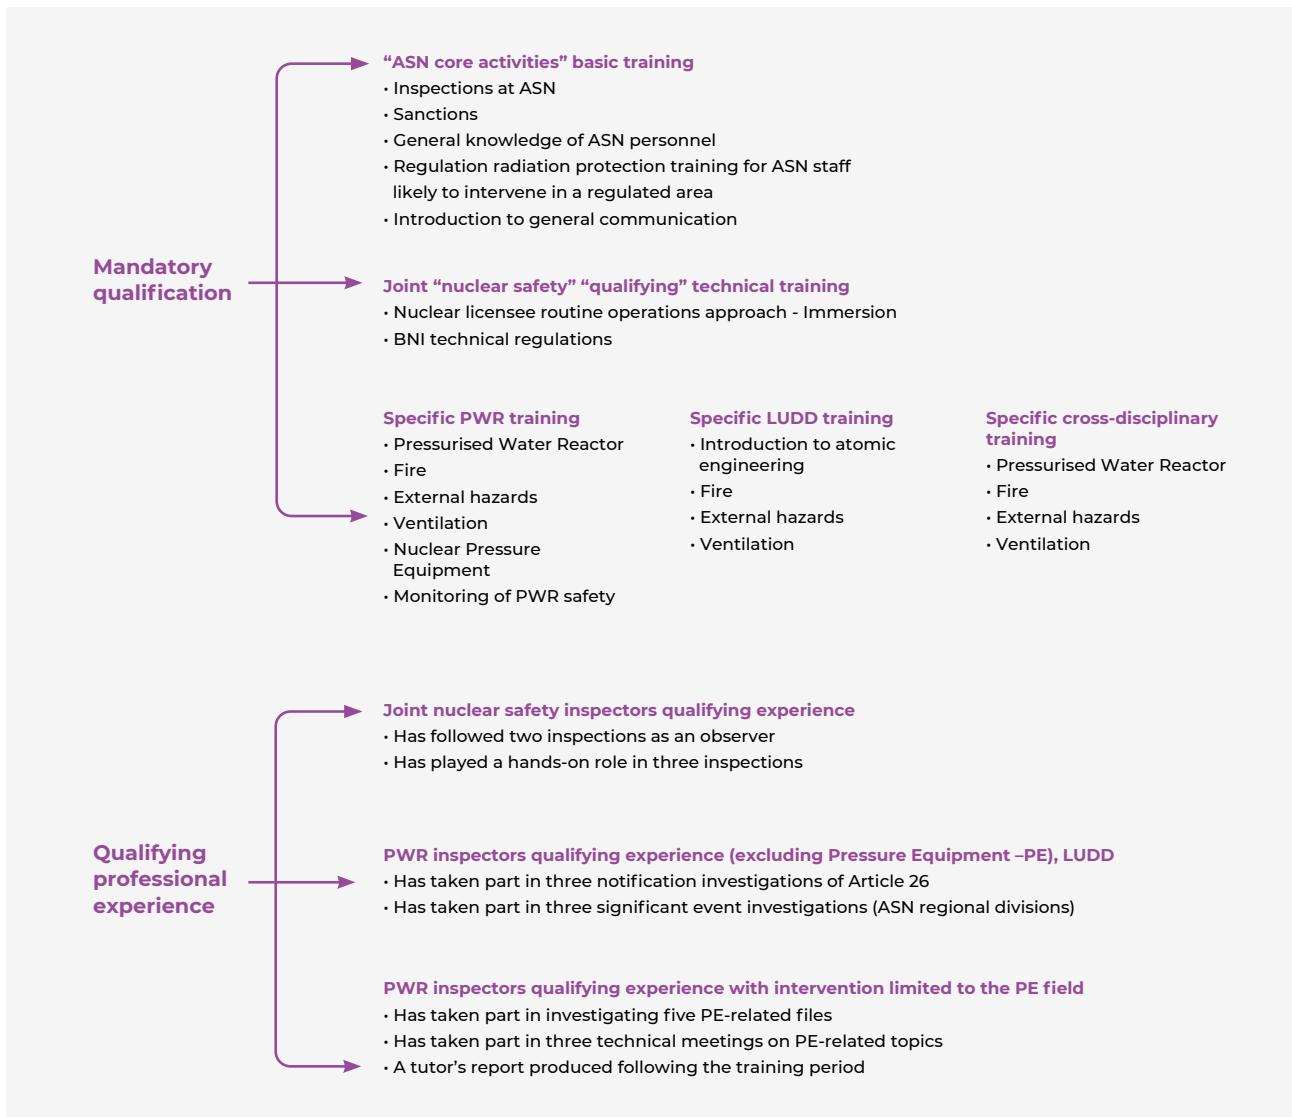 “ASN core activities” basic training
• Inspections at ASN
• Sanctions
• General knowledge of ASN personnel
• Regulation radiation protection training for ASN staff
likely to intervene in a regulated area
• Introduction to general communication
Mandatory
qualification
Joint “nuclear safety” “qualifying” technical training
• Nuclear licensee routine operations approach - Immersion
• BNI technical regulations
Specific PWR training
• Pressurised Water Reactor
• Fire
• External hazards
• Ventilation
• Nuclear Pressure
Equipment
• Monitoring of PWR safety
Specific LUDD training
• Introduction to atomic
engineering
• Fire
• External hazards
• Ventilation
Specific cross-disciplinary
training
• Pressurised Water Reactor
• Fire
• External hazards
• Ventilation
Joint nuclear safety inspectors qualifying experience
• Has followed two inspections as an observer
• Has played a hands-on role in three inspections
Qualifying
professional
experience
PWR inspectors qualifying experience (excluding Pressure Equipment –PE), LUDD
• Has taken part in three notification investigations of Article 26
• Has taken part in three significant event investigations (ASN regional divisions)
PWR inspectors qualifying experience with intervention limited to the PE field
• Has taken part in investigating five PE-related files
• Has taken part in three technical meetings on PE-related topics
• A tutor’s report produced following the training period